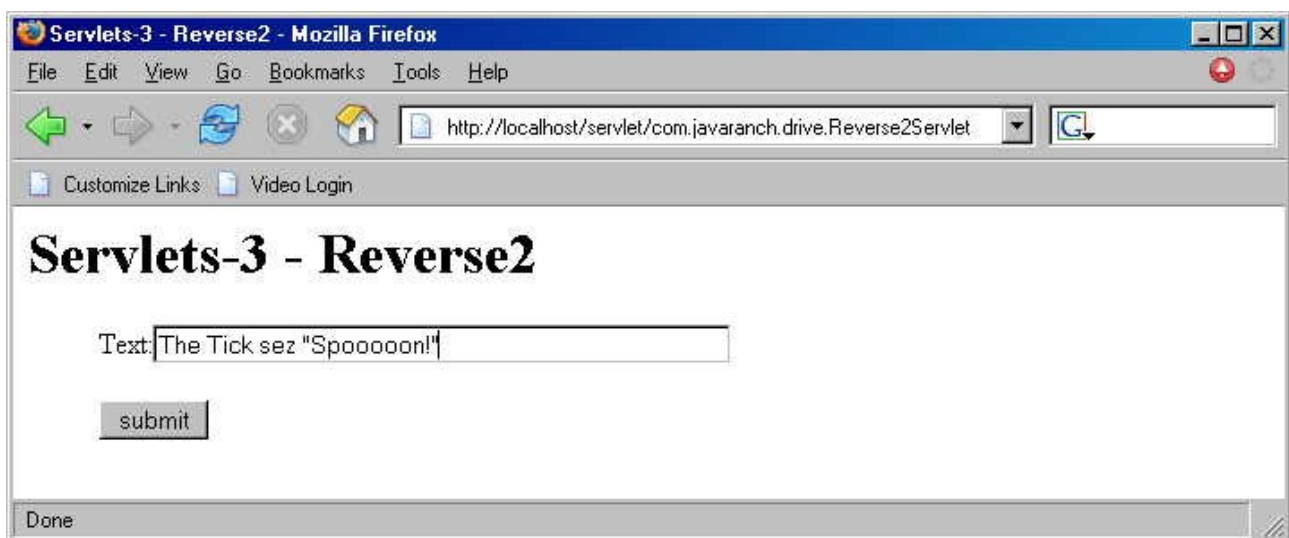 Servlets-3 - Reverse2 - Mozilla Firefox
File Edit View Go Bookmarks Tools Help
http://localhost/servlet/com.javaranch.drive.Reverse2Servlet G
Customize Links Video Login
Servlets-3 - Reverse2
Text: The Tick sez "Spooooon!"
submit
Done